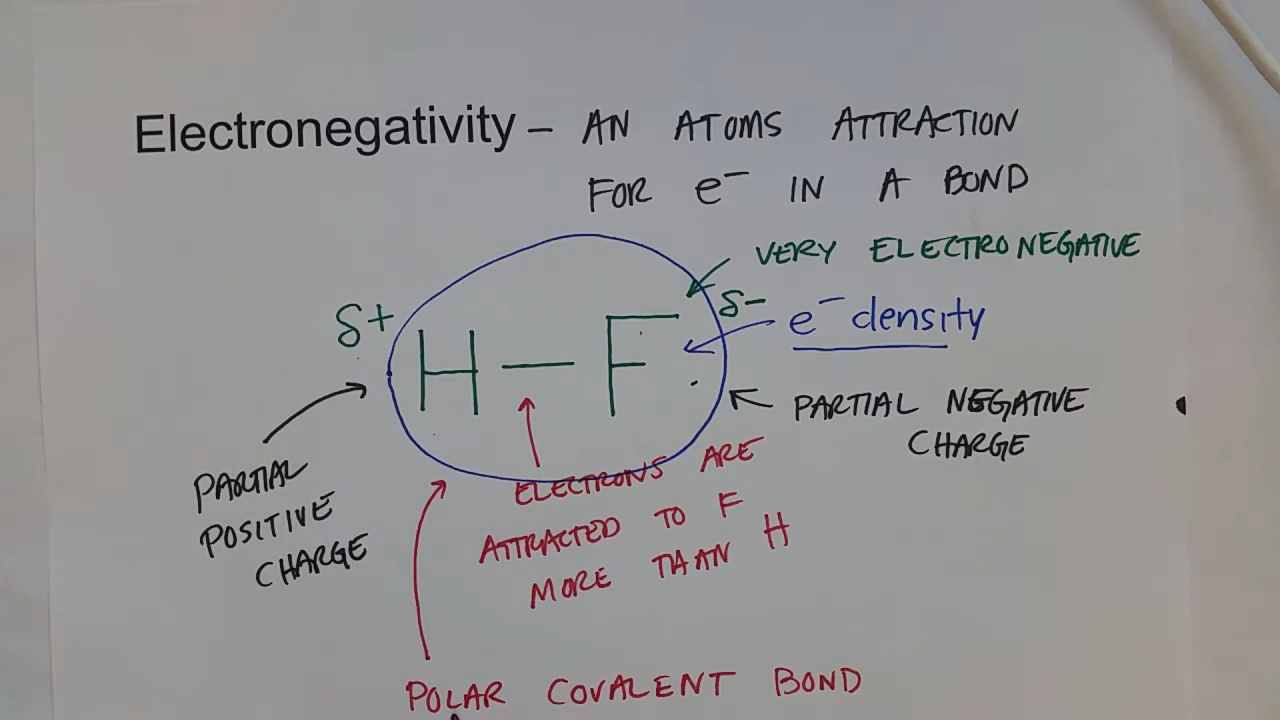 Electronegativity – AN ATOMS ATTRACTION
FOR e⁻ IN A BOND
VERY ELECTRONEGATIVE
δ+
δ−
H — F
e⁻ density
PARTIAL NEGATIVE
CHARGE
PARTIAL
POSITIVE
CHARGE
ELECTRONS ARE
ATTRACTED TO F
MORE THAN H
POLAR COVALENT BOND